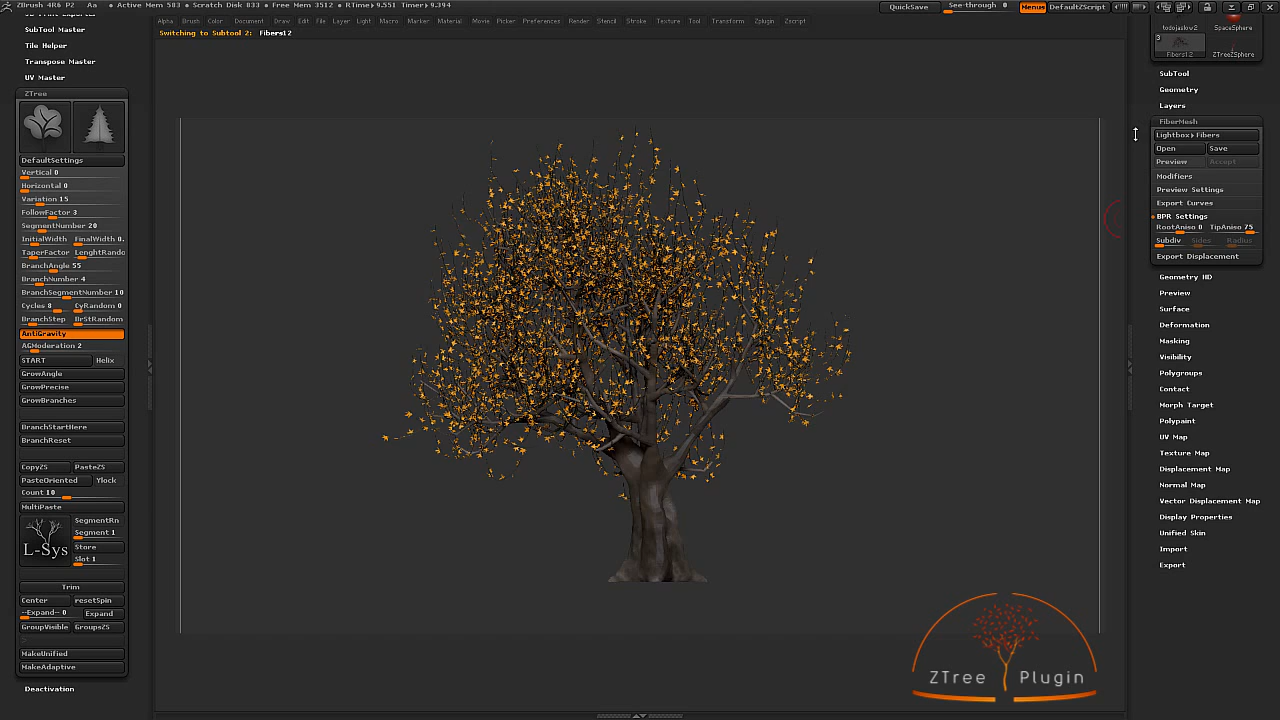 ZBrush 4R6 P2 Aa • Active Mem 583 • Scratch Disk 833 • Free Mem 3512 • RTime▸9.551 Timer▸9.394
QuickSave See-through 0 Menus DefaultZScript
Alpha Brush Color Document Draw Edit File Layer Light Macro Marker Material Movie Picker Preferences Render Stencil Stroke Texture Tool Transform Zplugin Zscript
Switching to Subtool 2: Fibers12
SubTool Master
Tile Helper
Transpose Master
UV Master
ZTree
DefaultSettings
Vertical 0
Horizontal 0
Variation 15
FollowFactor 3
SegmentNumber 20
InitialWidth FinalWidth 0.
TaperFactor LenghtRando
BranchAngle 55
BranchNumber 4
BranchSegmentNumber 10
Cycles 8 CyRandom 0
BranchStep BrStRandom
AntiGravity
AGModeration 2
START Helix
GrowAngle
GrowPrecise
GrowBranches
BranchStartHere
BranchReset
CopyZS PasteZS
PasteOriented Ylock
Count 10
MultiPaste
L-Sys
SegmentRn
Segment 1
Store
Slot 1
Trim
Center resetSpin
--Expand-- 0 Expand
GroupVisible GroupsZS
MakeUnified
MakeAdaptive
Deactivation
todojaslow2 SpaceSphere
3
Fibers12 ZTreeZSphere
SubTool
Geometry
Layers
FiberMesh
Lightbox▸Fibers
Open Save
Preview Accept
Modifiers
Preview Settings
Export Curves
BPR Settings
RootAniso 0 TipAniso 75
Subdiv Sides Radius
Export Displacement
Geometry HD
Preview
Surface
Deformation
Masking
Visibility
Polygroups
Contact
Morph Target
Polypaint
UV Map
Texture Map
Displacement Map
Normal Map
Vector Displacement Map
Display Properties
Unified Skin
Import
Export
ZTree Plugin